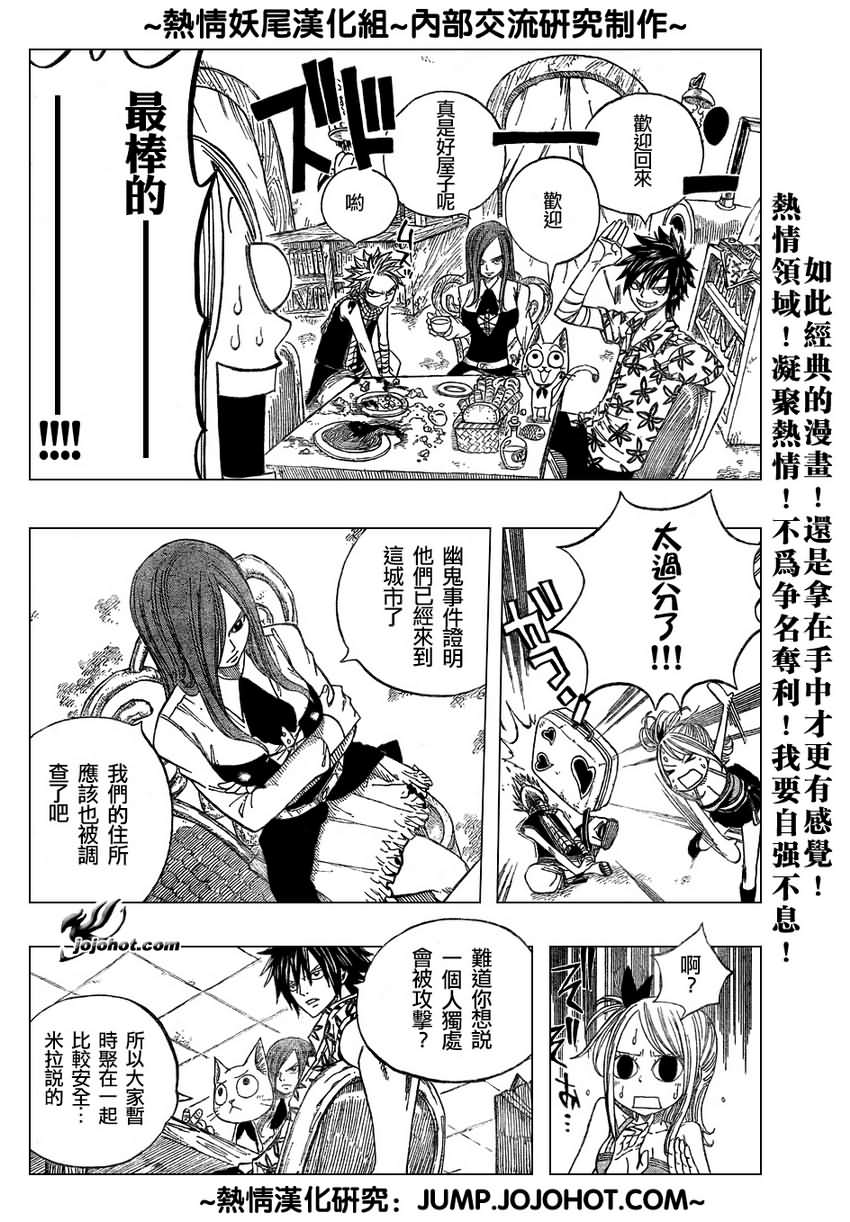 ~熱情妖尾漢化組~內部交流研究制作~
歡迎回來
歡迎
真是好屋子呢
喲
最棒的
!!!!
太過分了!!!
幽鬼事件證明
他們已經來到
這城市了
我們的住所
應該也被調
查了吧
jojohot.com
啊?
難道你想說
一個人獨處
會被攻擊?
所以大家暫
時聚在一起
比較安全…
米拉説的
如此經典的漫畫！還是拿在手中才更有感覺！
熱情領域！凝聚熱情！不爲争名奪利！我要自强不息！
~熱情漢化研究：JUMP.JOJOHOT.COM~